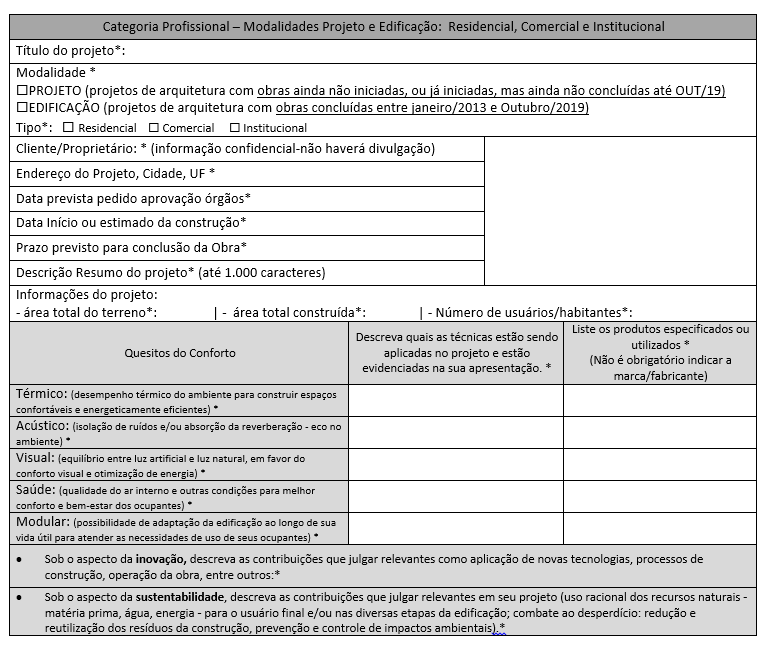 Categoria Profissional – Modalidades Projeto e Edificação: Residencial, Comercial e Institucional
Título do projeto*:
Modalidade *
☐PROJETO (projetos de arquitetura com obras ainda não iniciadas, ou já iniciadas, mas ainda não concluídas até OUT/19)
☐EDIFICAÇÃO (projetos de arquitetura com obras concluídas entre janeiro/2013 e Outubro/2019)
Tipo*: ☐ Residencial ☐ Comercial ☐ Institucional
Cliente/Proprietário: * (informação confidencial-não haverá divulgação)
Endereço do Projeto, Cidade, UF *
Data prevista pedido aprovação órgãos*
Data Início ou estimado da construção*
Prazo previsto para conclusão da Obra*
Descrição Resumo do projeto* (até 1.000 caracteres)
Informações do projeto:
- área total do terreno*: | - área total construída*: | - Número de usuários/habitantes*:
Quesitos do Conforto
Descreva quais as técnicas estão sendo
aplicadas no projeto e estão
evidenciadas na sua apresentação. *
Liste os produtos especificados ou
utilizados *
(Não é obrigatório indicar a
marca/fabricante)
Térmico: (desempenho térmico do ambiente para construir espaços
confortáveis e energeticamente eficientes) *
Acústico: (isolação de ruídos e/ou absorção da reverberação - eco no
ambiente) *
Visual: (equilíbrio entre luz artificial e luz natural, em favor do
conforto visual e otimização de energia) *
Saúde: (qualidade do ar interno e outras condições para melhor
conforto e bem-estar dos ocupantes) *
Modular: (possibilidade de adaptação da edificação ao longo de sua
vida útil para atender as necessidades de uso de seus ocupantes) *
• Sob o aspecto da inovação, descreva as contribuições que julgar relevantes como aplicação de novas tecnologias, processos de
construção, operação da obra, entre outros:*
• Sob o aspecto da sustentabilidade, descreva as contribuições que julgar relevantes em seu projeto (uso racional dos recursos naturais -
matéria prima, água, energia - para o usuário final e/ou nas diversas etapas da edificação; combate ao desperdício: redução e
reutilização dos resíduos da construção, prevenção e controle de impactos ambientais).*